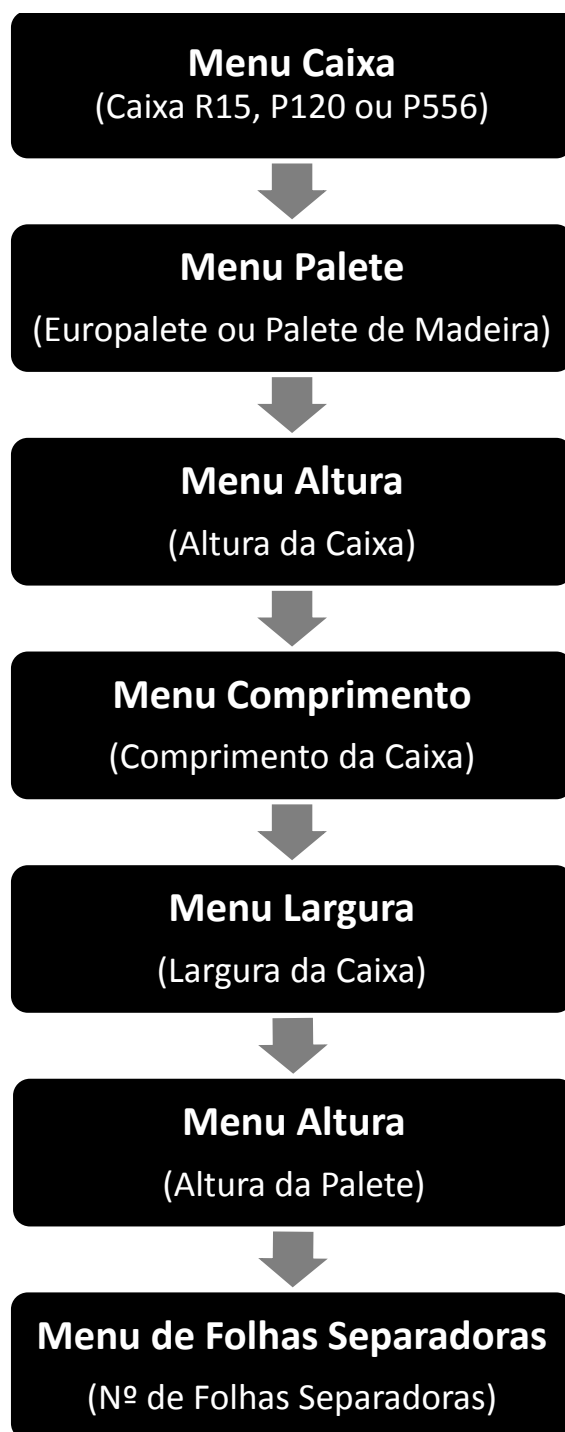 Menu Caixa
(Caixa R15, P120 ou P556)
Menu Palete
(Europalete ou Palete de Madeira)
Menu Altura
(Altura da Caixa)
Menu Comprimento
(Comprimento da Caixa)
Menu Largura
(Largura da Caixa)
Menu Altura
(Altura da Palete)
Menu de Folhas Separadoras
(Nº de Folhas Separadoras)